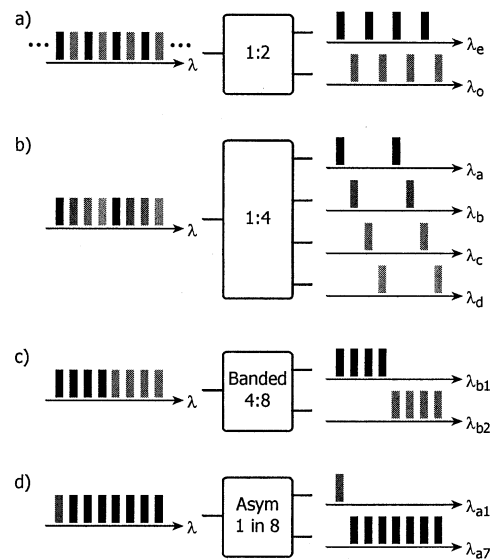 a)
••• •••
λ
1:2
λe
λo
b)
λ
1:4
λa
λb
λc
λd
c)
λ
Banded
4:8
λb1
λb2
d)
λ
Asym
1 in 8
λa1
λa7